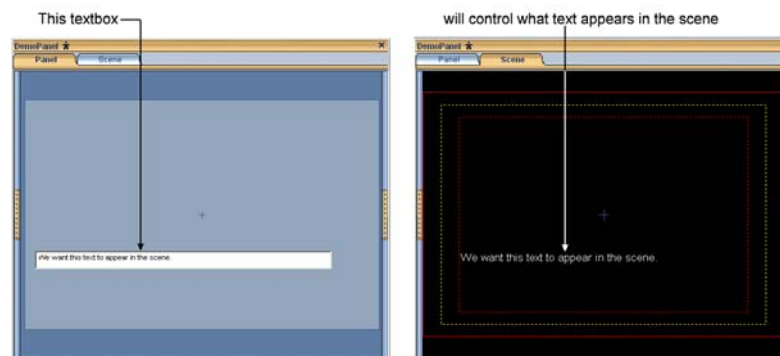 This textbox
will control what text appears in the scene
DemoPanel
Panel
Scene
We want this text to appear in the scene.
DemoPanel
Panel
Scene
We want this text to appear in the scene.